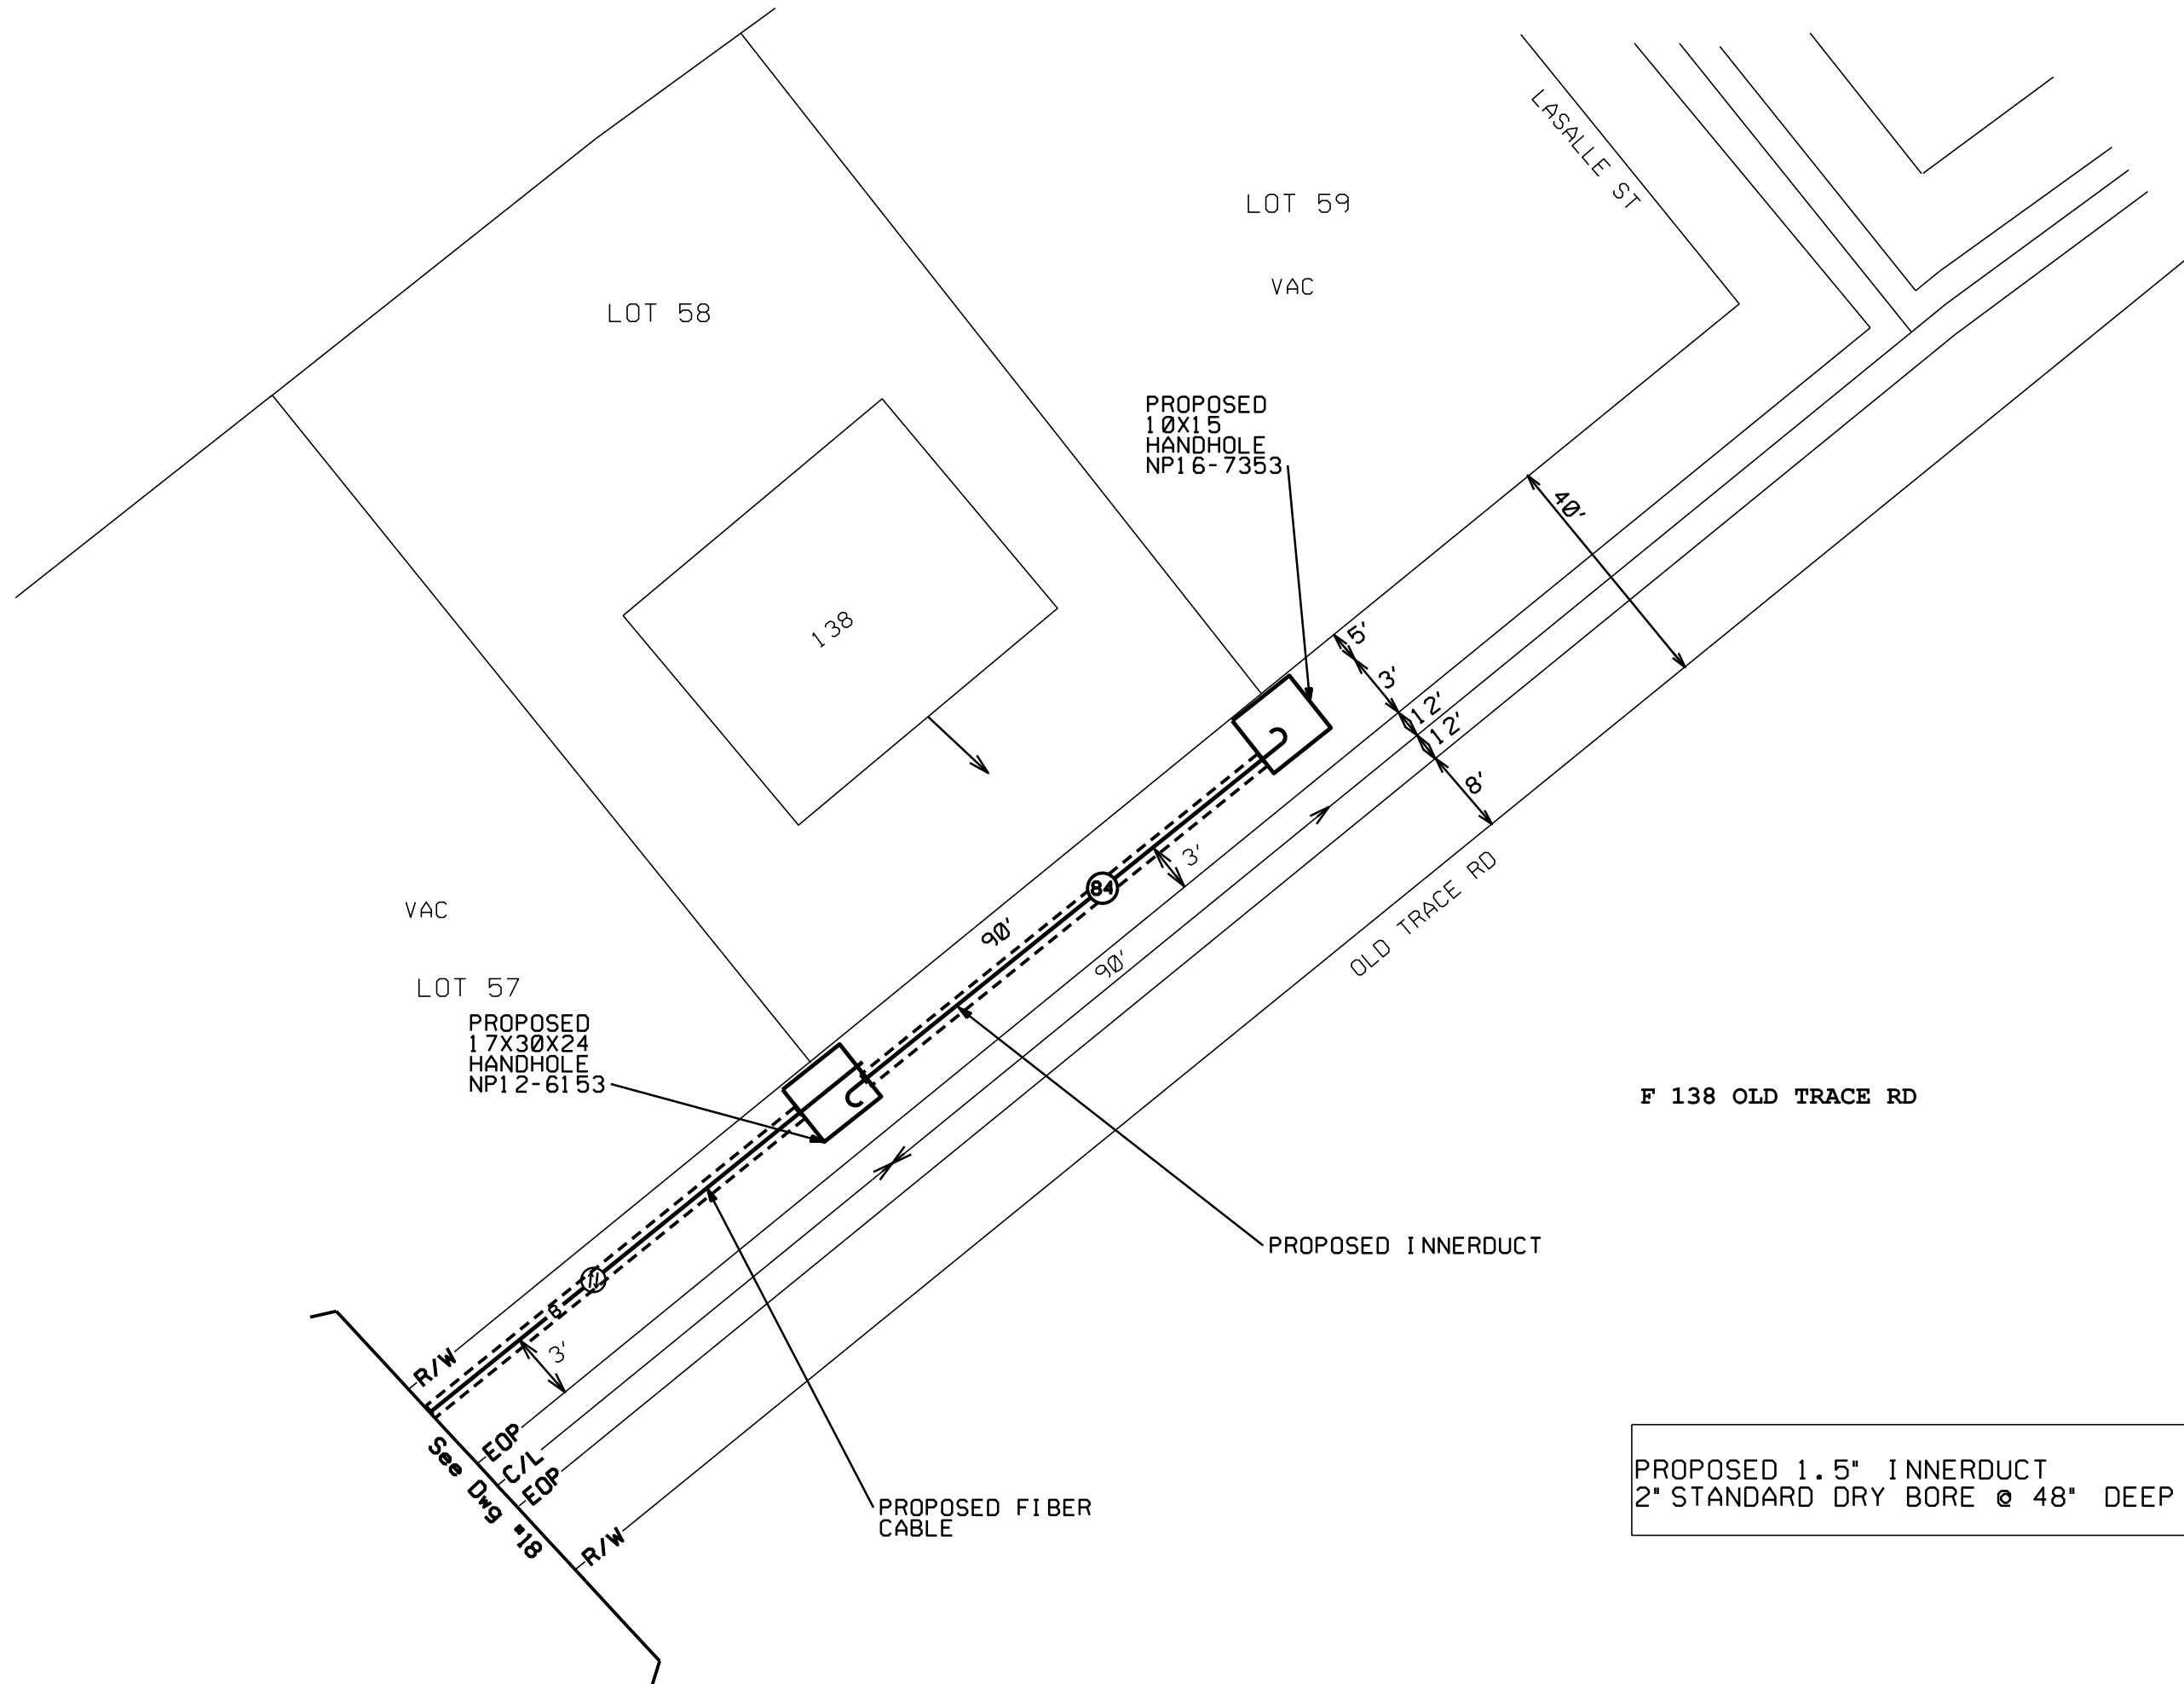 LASALLE ST
LOT 59
VAC
LOT 58
PROPOSED
10X15
HANDHOLE
NP16-7353
40'
138
5'
3'
12'
12'
8'
3'
84
OLD TRACE RD
90'
90'
VAC
LOT 57
PROPOSED
17X30X24
HANDHOLE
NP12-6153
F 138 OLD TRACE RD
PROPOSED INNERDUCT
B
3'
R/W
EOP
C/L
EOP
R/W
See Dwg #18
PROPOSED FIBER
CABLE
PROPOSED 1.5" INNERDUCT
2" STANDARD DRY BORE @ 48" DEEP